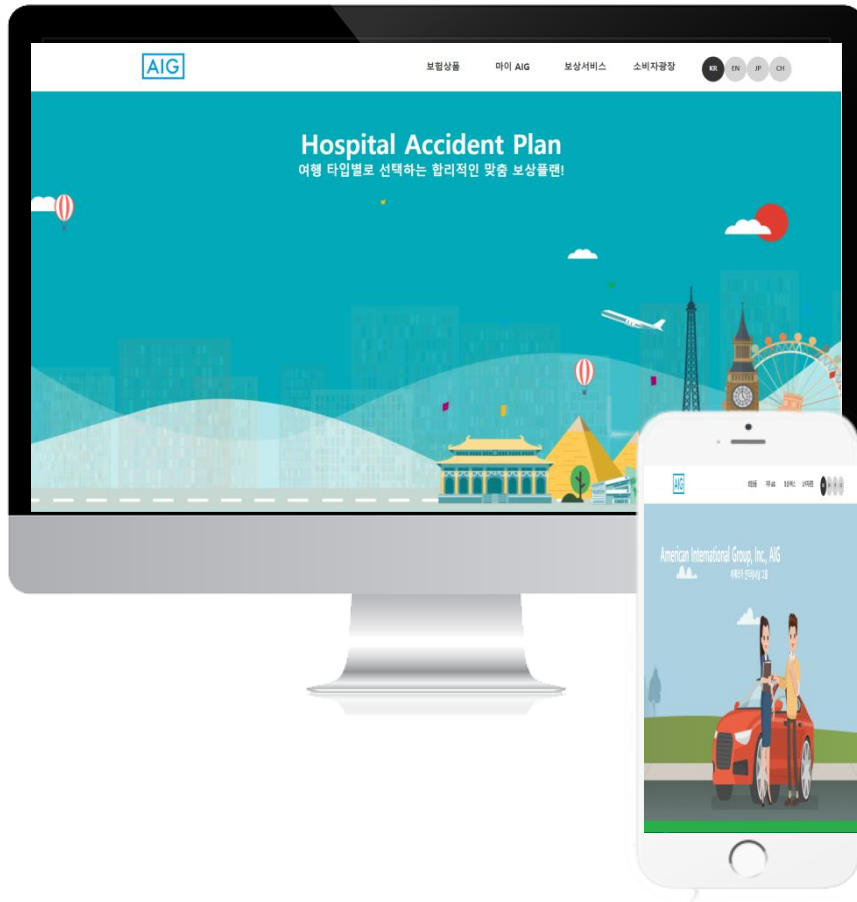 AIG
보험상품 마이 AIG 보상서비스 소비자광장 KR EN JP CH
Hospital Accident Plan
여행 타입별로 선택하는 합리적인 맞춤 보상플랜!
AIG
American International Group, Inc., AIG